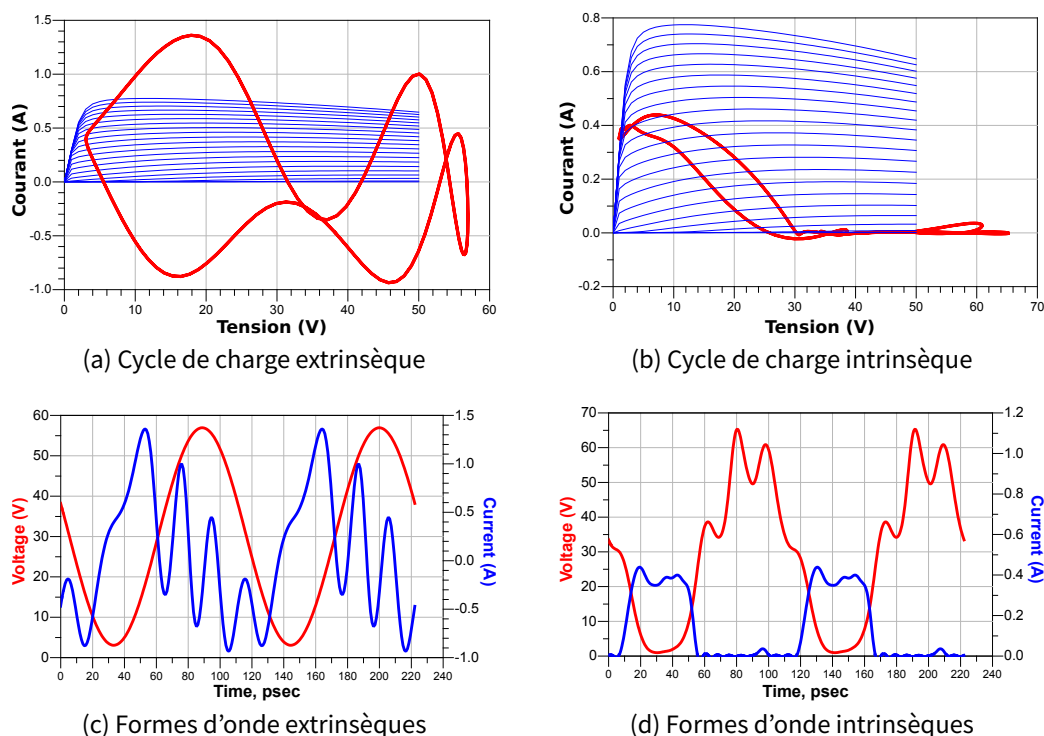 Courant (A)
1.5
1.0
0.5
0.0
-0.5
-1.0
0 10 20 30 40 50 60
Tension (V)
(a) Cycle de charge extrinsèque
Courant (A)
0.8
0.6
0.4
0.2
0.0
-0.2
0 10 20 30 40 50 60 70
Tension (V)
(b) Cycle de charge intrinsèque
Voltage (V)
60
50
40
30
20
10
0
0 20 40 60 80 100 120 140 160 180 200 220 240
Time, psec
1.5
1.0
0.5
0.0
-0.5
-1.0
Current (A)
(c) Formes d'onde extrinsèques
Voltage (V)
70
60
50
40
30
20
10
0
0 20 40 60 80 100 120 140 160 180 200 220 240
Time, psec
1.2
1.0
0.8
0.6
0.4
0.2
0.0
Current (A)
(d) Formes d'onde intrinsèques